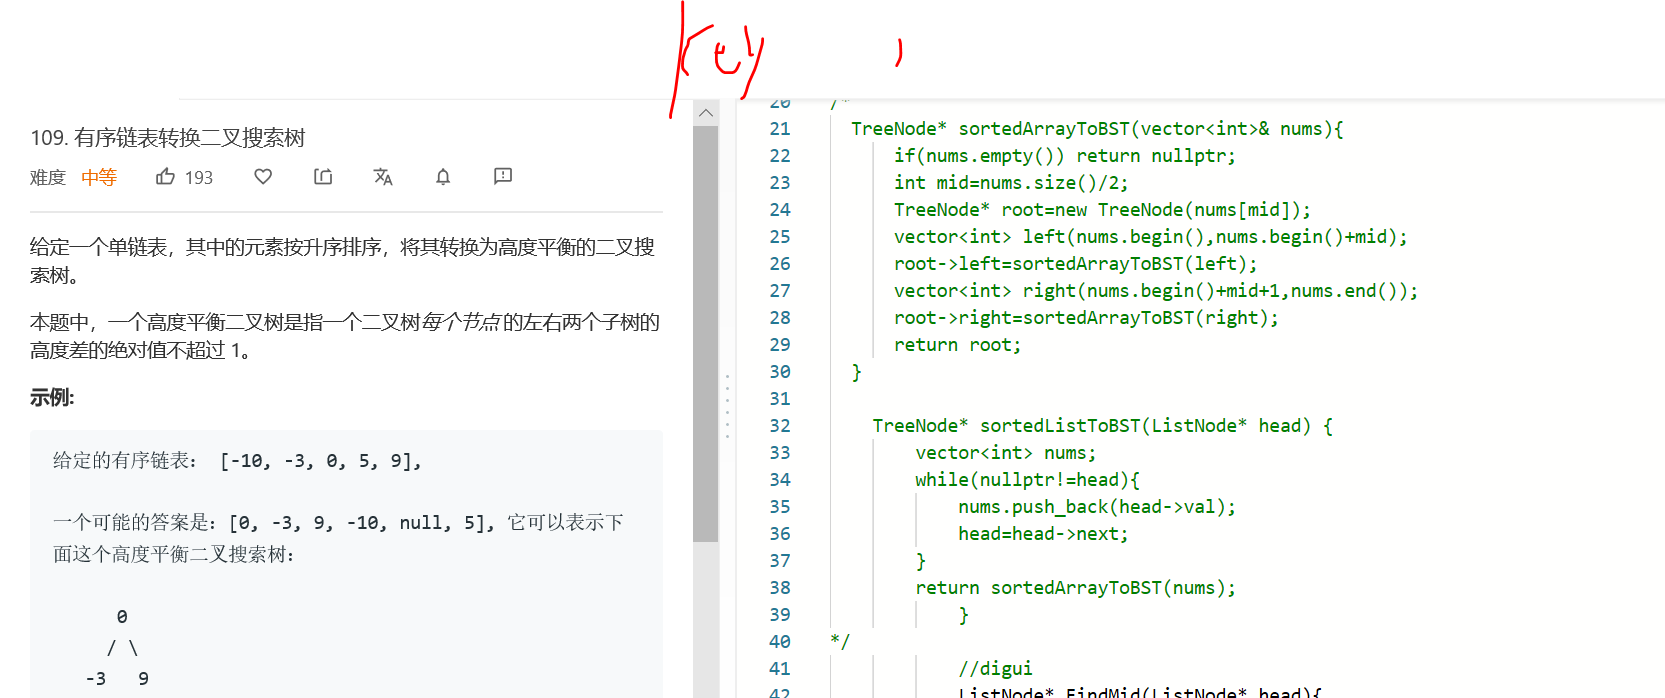 109. 有序链表转换二叉搜索树
难度 中等 193
给定一个单链表，其中的元素按升序排序，将其转换为高度平衡的二叉搜
索树。
本题中，一个高度平衡二叉树是指一个二叉树每个节点的左右两个子树的
高度差的绝对值不超过 1。
示例:
给定的有序链表： [-10, -3, 0, 5, 9],
一个可能的答案是：[0, -3, 9, -10, null, 5], 它可以表示下
面这个高度平衡二叉搜索树：
0
/ \
-3 9
20 /*
21 TreeNode* sortedArrayToBST(vector<int>& nums){
22 if(nums.empty()) return nullptr;
23 int mid=nums.size()/2;
24 TreeNode* root=new TreeNode(nums[mid]);
25 vector<int> left(nums.begin(),nums.begin()+mid);
26 root->left=sortedArrayToBST(left);
27 vector<int> right(nums.begin()+mid+1,nums.end());
28 root->right=sortedArrayToBST(right);
29 return root;
30 }
31
32 TreeNode* sortedListToBST(ListNode* head) {
33 vector<int> nums;
34 while(nullptr!=head){
35 nums.push_back(head->val);
36 head=head->next;
37 }
38 return sortedArrayToBST(nums);
39 }
40 */
41 //digui
42 ListNode* FindMid(ListNode* head){